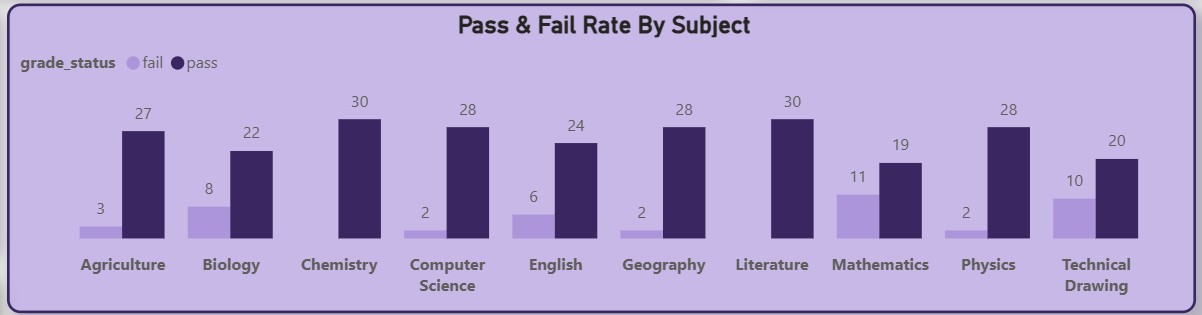 Pass & Fail Rate By Subject
grade_status fail pass
3 27 8 22 30 2 28 6 24 2 28 30 11 19 2 28 10 20
Agriculture Biology Chemistry Computer Science English Geography Literature Mathematics Physics Technical Drawing